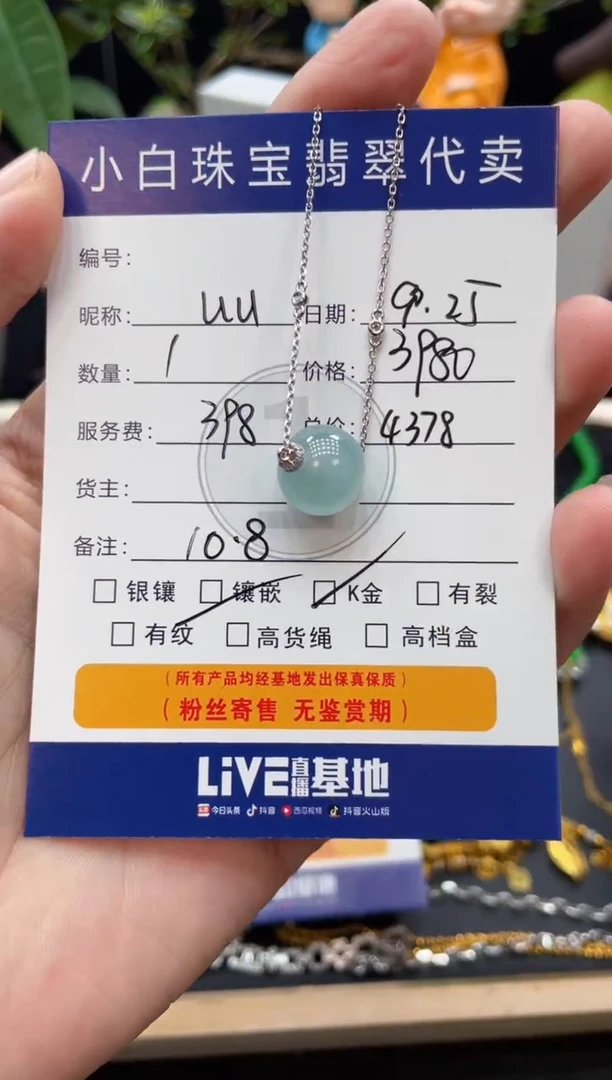 小白珠宝翡翠代卖
编号:
昵称: uu 日期: 9.25
数量: 1 价格: 3980
服务费: 398 总价: 4378
货主:
备注: 10.8
银镶 镶嵌 K金 有裂
有纹 高货绳 高档盒
(所有产品均经基地发出保真保质)
(粉丝寄售 无鉴赏期)
LiVE直播基地
头条 今日头条 抖音 西瓜视频 抖音火山版